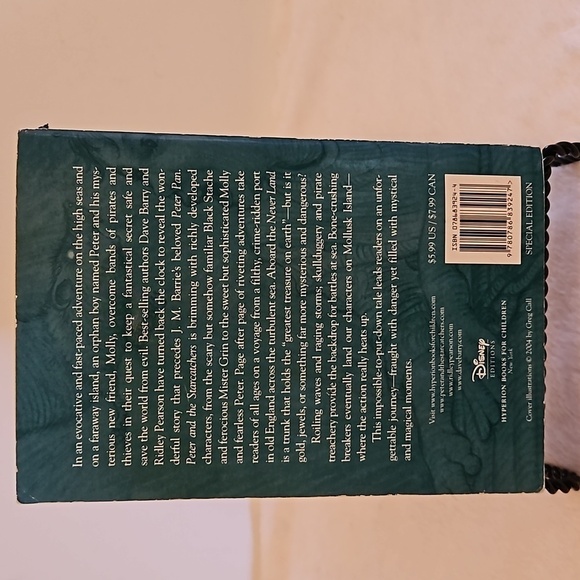 In an evocative and fast-paced adventure on the high seas and
on a faraway island, an orphan boy named Peter and his mys-
terious new friend, Molly, overcome bands of pirates and
thieves in their quest to keep a fantastical secret safe and
save the world from evil. Best-selling authors Dave Barry and
Ridley Pearson have turned back the clock to reveal the won-
derful story that precedes J. M. Barrie's beloved Peter Pan.
Peter and the Starcatchers is brimming with richly developed
characters, from the scary but somehow familiar Black Stache
and ferocious Mister Grin to the sweet but sophisticated Molly
and fearless Peter. Page after page of riveting adventures take
readers of all ages on a voyage from a filthy, crime-ridden port
in old England across the turbulent sea. Aboard the Never Land
is a trunk that holds the "greatest treasure on earth"—but is it
gold, jewels, or something far more mysterious and dangerous?
Roiling waves and raging storms; skullduggery and pirate
treachery provide the backdrop for battles at sea. Bone-crushing
breakers eventually land our characters on Mollusk Island—
where the action really heats up.
This impossible-to-put-down tale leads readers on an unfor-
gettable journey—fraught with danger yet filled with mystical
and magical moments.
Visit www.hyperionbooksforchildren.com
www.peterandthestarcatchers.com
www.ridleypearson.com
www.davebarry.com
Disney
EDITIONS
HYPERION BOOKS FOR CHILDREN
New York
Cover illustrations © 2004 by Greg Call
$5.99 US / $7.99 CAN
ISBN 078683924-4
9 780786 839247
SPECIAL EDITION